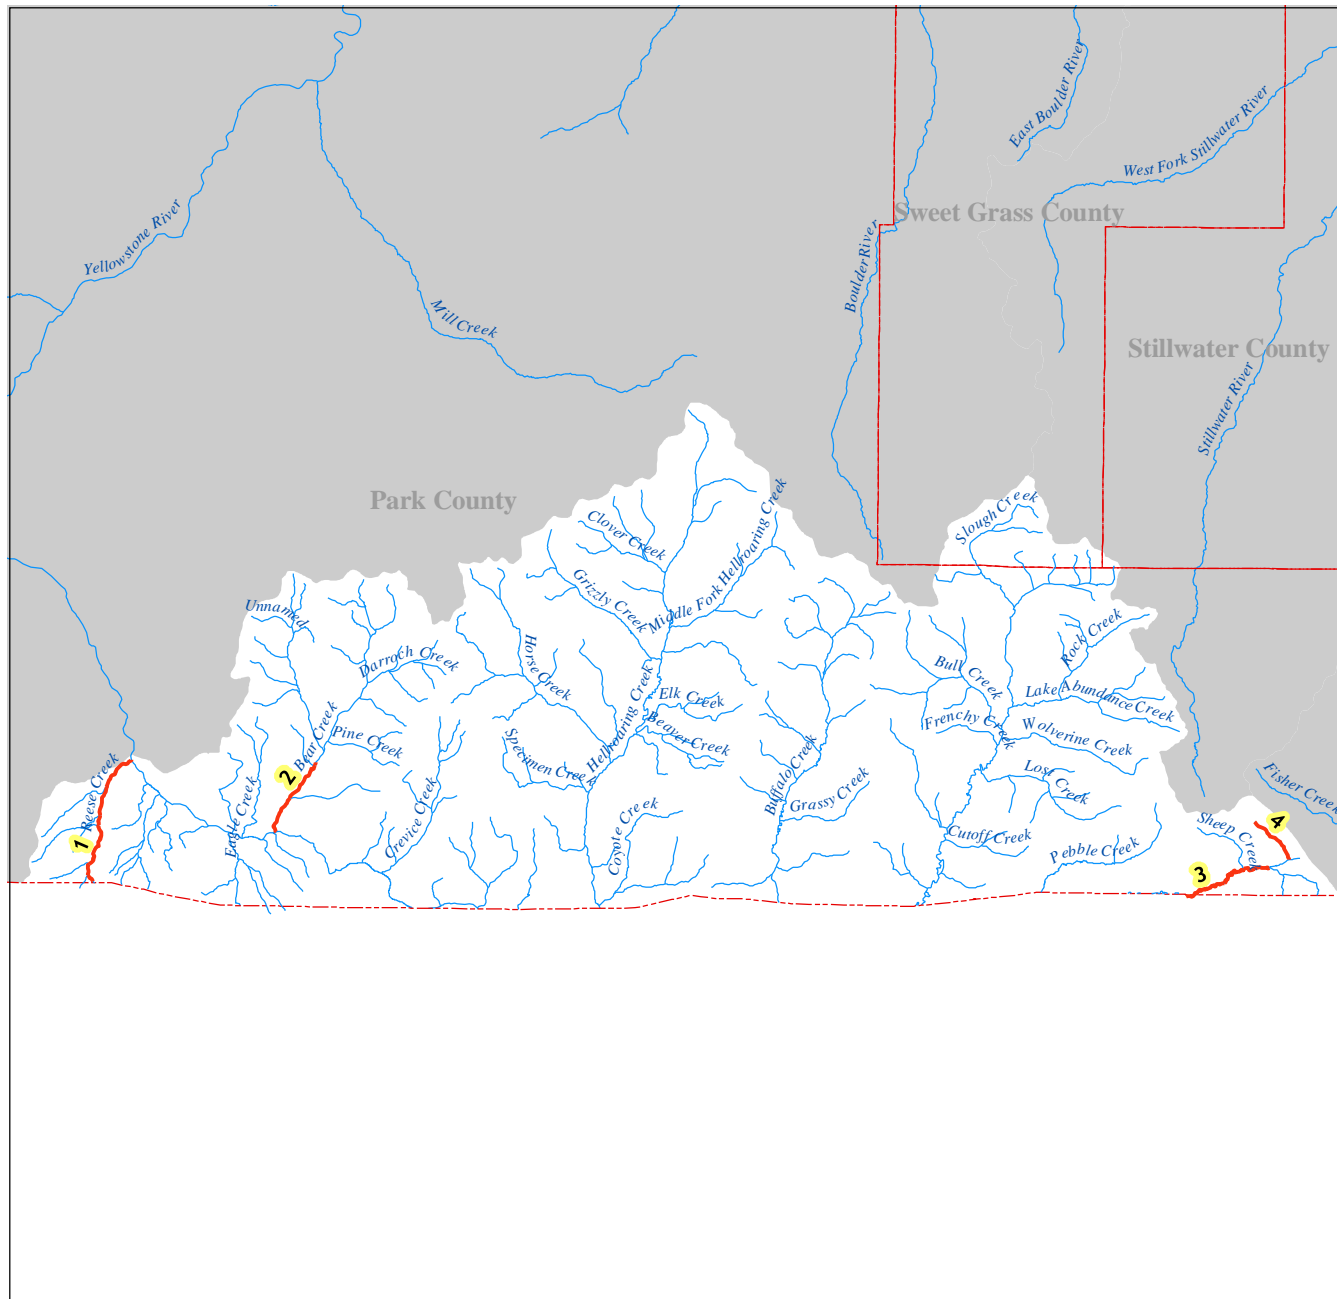 East Boulder River
West Fork Stillwater River
Sweet Grass County
Yellowstone River
Boulder River
Mill Creek
Stillwater County
Stillwater River
Park County
Slough Creek
Clover Creek
Middle Fork Hellroaring Creek
Grizzly Creek
Unnamed
Rock Creek
Darroch Creek
Horse Creek
Bull Creek
Lake Abundance Creek
Elk Creek
Hellroaring Creek
Beaver Creek
Frenchy Creek
Wolverine Creek
Bear Creek
Pine Creek
Specimen Creek
Lost Creek
Fisher Creek
2
Reese Creek
Buffalo Creek
Grassy Creek
Eagle Creek
Crevice Creek
Coyote Creek
Cutoff Creek
Pebble Creek
Sheep Creek
4
1
3